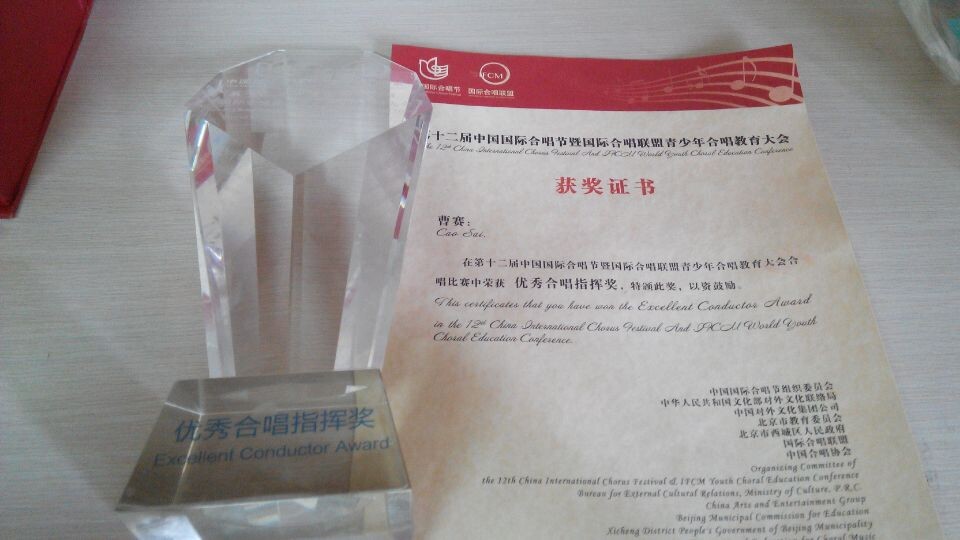 国际合唱节
IFCM
国际合唱联盟
十二届中国国际合唱节暨国际合唱联盟青少年合唱教育大会
12th China International Chorus Festival And IFCM World Youth Choral Education Conference
获奖证书
曹赛：
Cao Sai,
在第十二届中国国际合唱节暨国际合唱联盟青少年合唱教育大会合
唱比赛中荣获 优秀合唱指挥奖，特颁此奖，以资鼓励。
This certificates that you have won the Excellent Conductor Award
in the 12nd China International Chorus Festival And IFCM World Youth
Choral Education Conference.
中国国际合唱节组织委员会
中华人民共和国文化部对外文化联络局
中国对外文化集团公司
北京市教育委员会
北京市西城区人民政府
国际合唱联盟
中国合唱协会
Organizing Committee of
the 12th China International Chorus Festival & IFCM Youth Choral Education Conference
Bureau for External Cultural Relations, Ministry of Culture, P.R.C.
China Arts and Entertainment Group
Beijing Municipal Commission for Education
Xicheng District People's Government of Beijing Municipality
for Choral Music
优秀合唱指挥奖
Excellent Conductor Award